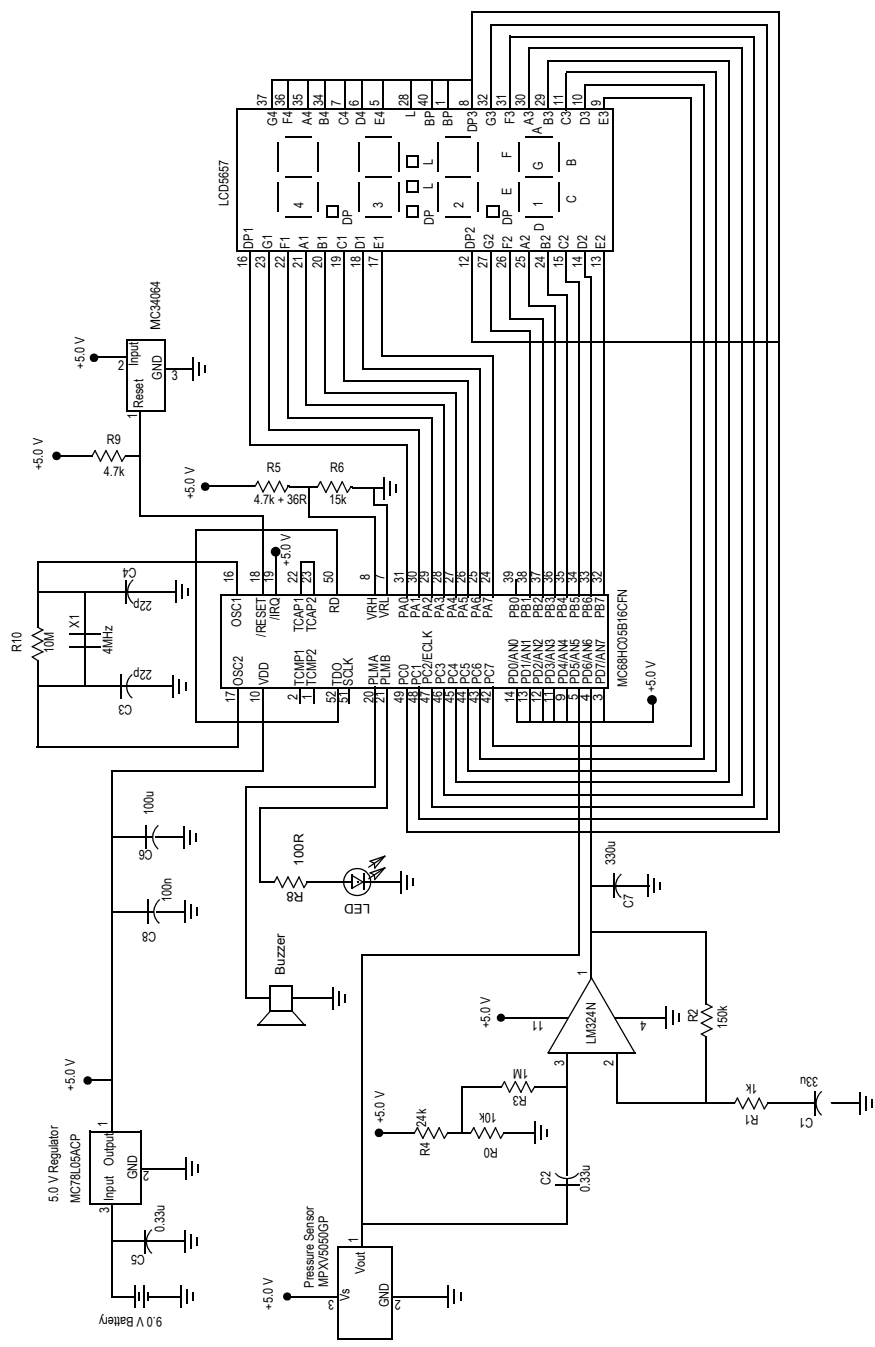 37
36
35
34
7
6
5
28
40
1
8
32
31
30
29
11
10
9
G4
F4
A4
B4
C4
D4
E4
L
BP
BP
DP3
G3
F3
A3
B3
C3
D3
E3
LCD5657
4
DP
3
L
L
DP
2
DP
1
A
F
G
B
E
C
D
DP1
G1
F1
A1
B1
C1
D1
E1
DP2
G2
F2
A2
B2
C2
D2
E2
16
23
22
21
20
19
18
17
12
27
26
25
24
15
14
13
MC34064
+5.0 V
2
Input
GND
Reset
3
1
+5.0 V
R9
4.7k
+5.0 V
R5
4.7k + 36R
R6
15k
R10
10M
X1
4MHz
C4
22p
C3
22p
+5.0 V
16
18
19
22
23
50
8
7
31
30
29
28
27
26
25
24
39
38
37
36
35
34
33
32
OSC1
/RESET
/IRQ
TCAP1
TCAP2
RD
VRH
VRL
PA0
PA1
PA2
PA3
PA4
PA5
PA6
PA7
PB0
PB1
PB2
PB3
PB4
PB5
PB6
PB7
MC68HC05B16CFN
OSC2
VDD
TCMP1
TCMP2
TDO
SCLK
PLMA
PLMB
PC0
PC1
PC2/ECLK
PC3
PC4
PC5
PC6
PC7
PD0/AN0
PD1/AN1
PD2/AN2
PD3/AN3
PD4/AN4
PD5/AN5
PD6/AN6
PD7/AN7
17
10
2
1
52
51
20
21
49
48
47
46
45
44
43
42
14
13
12
11
9
5
4
3
+5.0 V
100u
C6
100n
C8
100R
R8
LED
Buzzer
330u
C7
+5.0 V
5.0 V Regulator
MC78L05ACP
1
Input
Output
GND
2
3
0.33u
C5
9.0 V Battery
Pressure Sensor
MPXV5050GP
+5.0 V
3
Vs
Vout
1
GND
2
+5.0 V
24k
R4
10k
R0
1M
R3
C2
0.33u
+5.0 V
11
LM324N
1
3
2
4
R2
150k
1k
R1
33u
C1